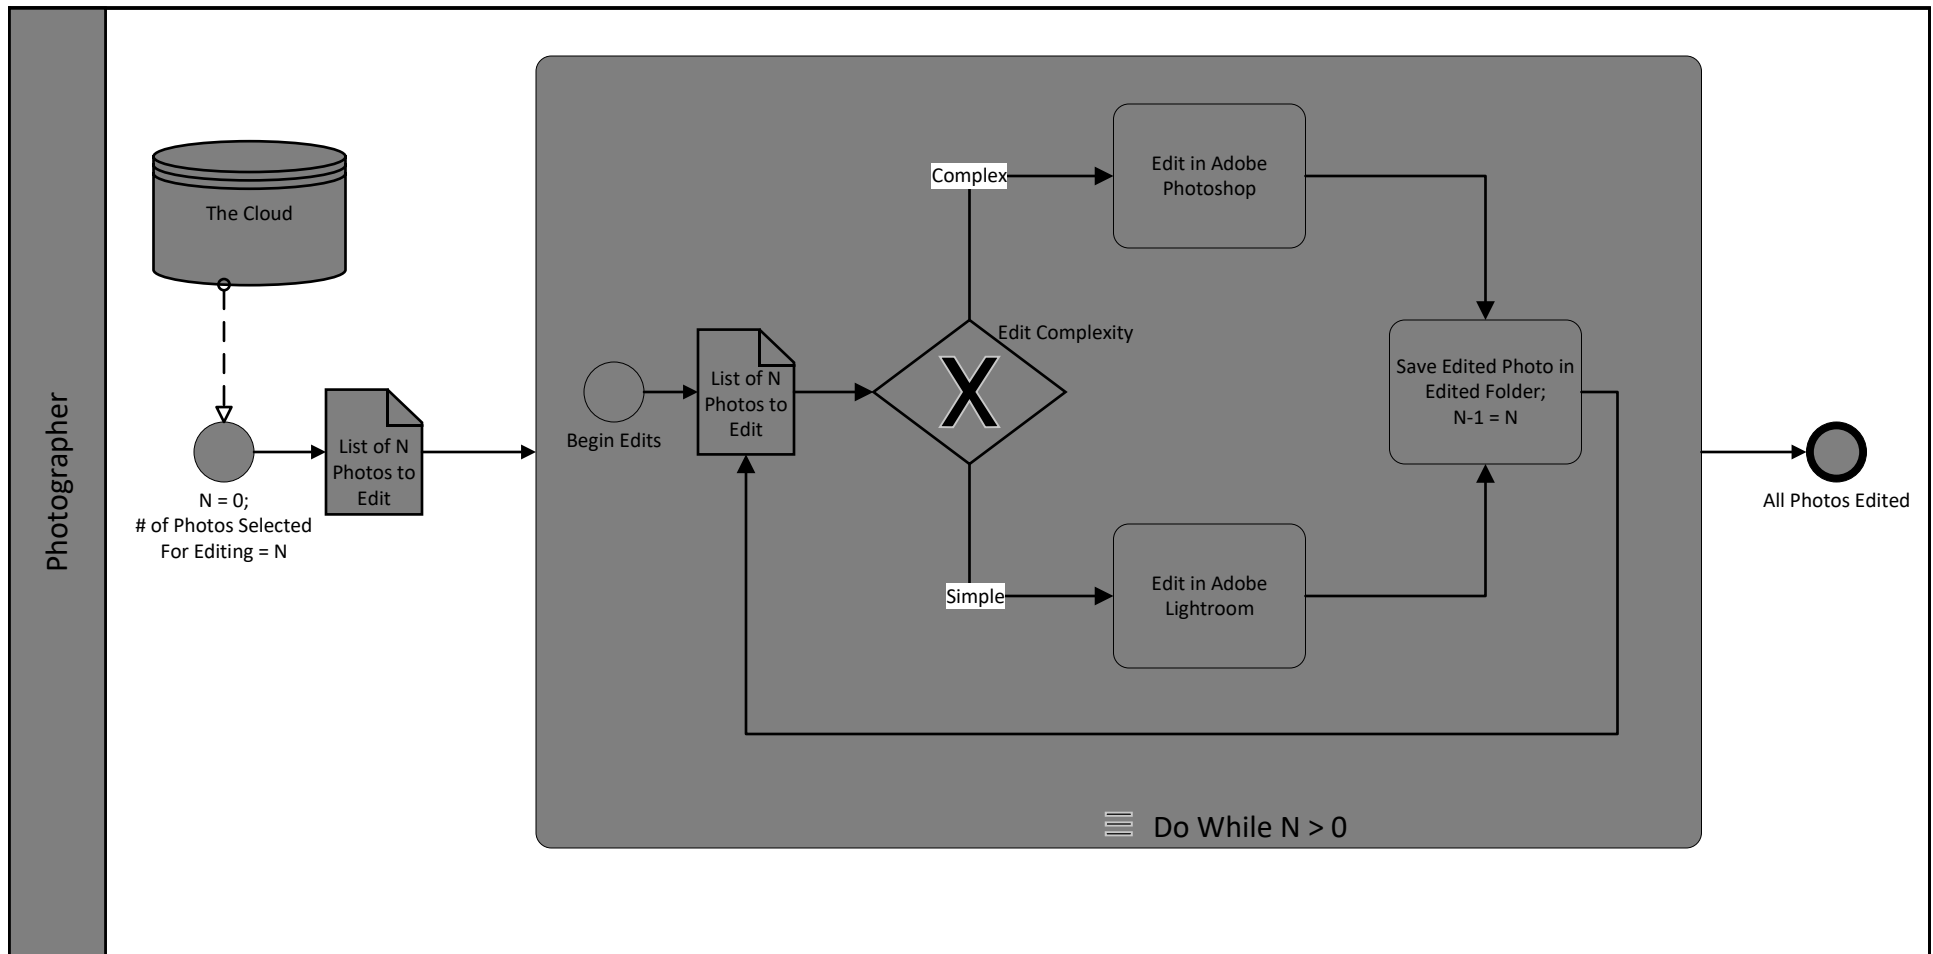 Photographer
The Cloud
N = 0;
# of Photos Selected
For Editing = N
List of N
Photos to
Edit
Begin Edits
List of N
Photos to
Edit
X
Edit Complexity
Complex
Edit in Adobe
Photoshop
Simple
Edit in Adobe
Lightroom
Save Edited Photo in
Edited Folder;
N-1 = N
Do While N > 0
All Photos Edited